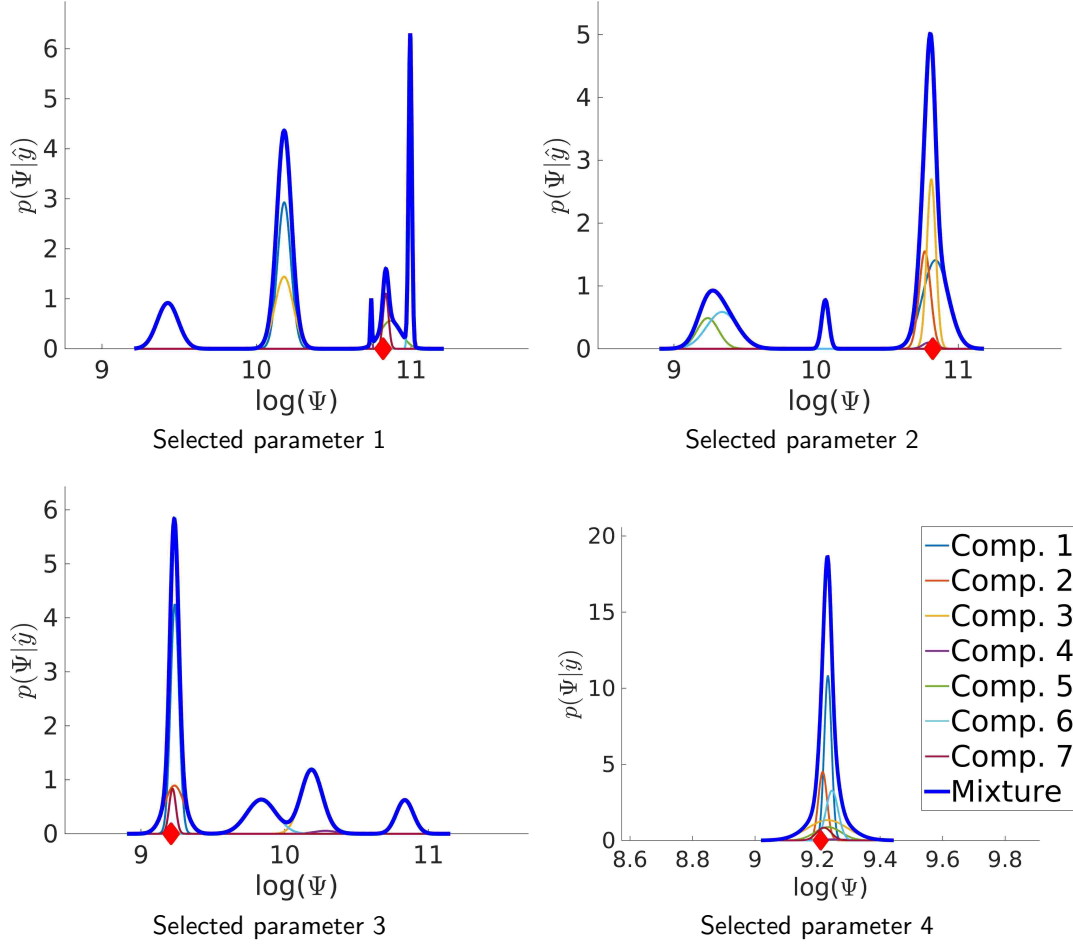 6
5
4
3
2
1
0
p(Ψ|ŷ)
9
10
11
log(Ψ)
Selected parameter 1
5
4
3
2
1
0
p(Ψ|ŷ)
9
10
11
log(Ψ)
Selected parameter 2
6
5
4
3
2
1
0
p(Ψ|ŷ)
9
10
11
log(Ψ)
Selected parameter 3
20
15
10
5
0
p(Ψ|ŷ)
8.6
8.8
9
9.2
9.4
9.6
9.8
log(Ψ)
Comp. 1
Comp. 2
Comp. 3
Comp. 4
Comp. 5
Comp. 6
Comp. 7
Mixture
Selected parameter 4